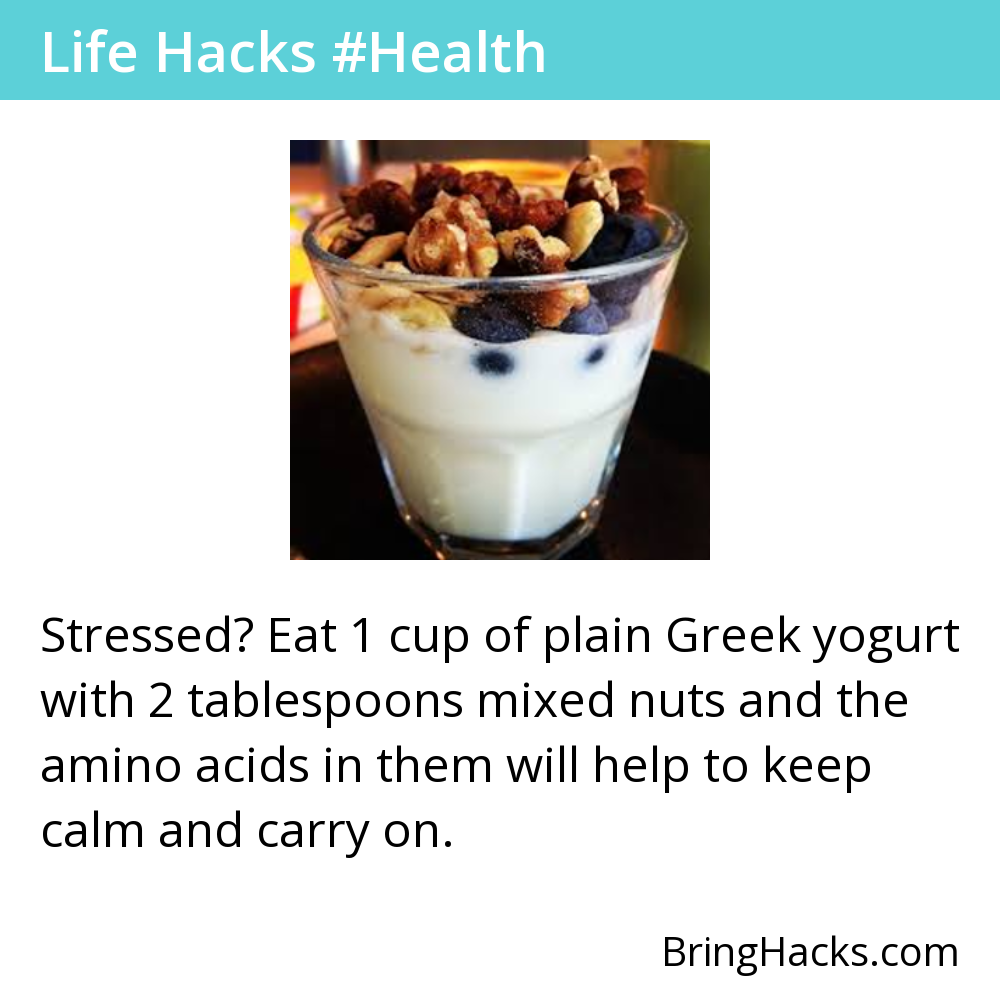 Life Hacks #Health
Stressed? Eat 1 cup of plain Greek yogurt
with 2 tablespoons mixed nuts and the
amino acids in them will help to keep
calm and carry on.
BringHacks.com